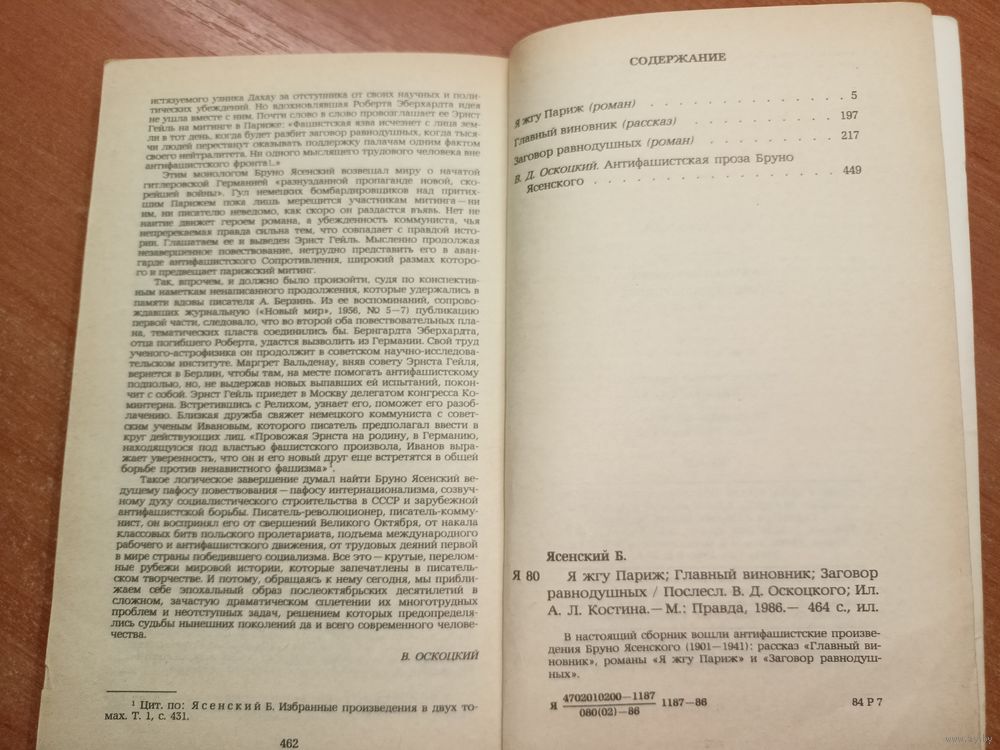 истязуемого узника Дахау за отступника от своих научных и поли-
тических убеждений. Но вдохновлявшая Роберта Эберхардта идея
не ушла вместе с ним. Почти слово в слово провозглашает ее Эрнст
Гейль на митинге в Париже: «Фашистская язва исчезнет с лица зем-
ли в тот день, когда будет разбит заговор равнодушных, когда тыся-
чи людей перестанут оказывать поддержку палачам одним фактом
своего нейтралитета. Ни одного мыслящего трудового человека вне
антифашистского фронта!..»
Этим монологом Бруно Ясенский возвещал миру о начатой
гитлеровской Германией «разнузданной пропаганде новой, ско-
рейшей войны». Гул немецких бомбардировщиков над притих-
шим Парижем пока лишь мерещится участникам митинга — ни
им, ни писателю неведомо, как скоро он раздастся въявь. Нет не
наитие движет героем романа, а убежденность коммуниста, чья
непререкаемая правда сильна тем, что совпадает с правдой исто-
рии. Глашатаем ее и выведен Эрнст Гейль. Мысленно продолжая
незавершенное повествование, нетрудно представить его в аван-
гарде антифашистского Сопротивления, широкий размах которо-
го и предвещает парижский митинг.
Так, впрочем, и должно было произойти, судя по конспектив-
ным наметкам ненаписанного продолжения, которые удержались в
памяти вдовы писателя А. Берзинь. Из ее воспоминаний, сопрово-
ждавших журнальную («Новый мир», 1956, NO 5—7) публикацию
первой части, следовало, что во второй оба повествовательных пла-
на, тематических пласта соединились бы. Бернгардта Эберхардта,
отца погибшего Роберта, удастся вызволить из Германии. Свой труд
ученого-астрофизика он продолжит в советском научно-исследова-
тельском институте. Маргрет Вальденау, вняв совету Эрнста Гейля,
вернется в Берлин, чтобы там, на месте помогать антифашистскому
подполью, но, не выдержав новых выпавших ей испытаний, покон-
чит с собой. Эрнст Гейль приедет в Москву делегатом конгресса Ко-
минтерна. Встретившись с Релихом, узнает его, поможет его разоб-
лачению. Близкая дружба свяжет немецкого коммуниста с совет-
ским ученым Ивановым, которого писатель предполагал ввести в
круг действующих лиц. «Провожая Эрнста на родину, в Германию,
находящуюся под властью фашистского произвола, Иванов выра-
жает уверенность, что он и его новый друг еще встретятся в общей
борьбе против ненавистного фашизма»¹.
Такое логическое завершение думал найти Бруно Ясенский ве-
дущему пафосу повествования — пафосу интернационализма, созвуч-
ному духу социалистического строительства в СССР и зарубежной
антифашистской борьбы. Писатель-революционер, писатель-комму-
нист, он воспринял его от свершений Великого Октября, от накала
классовых битв польского пролетариата, подъема международного
рабочего и антифашистского движения, от трудовых деяний первой
в мире страны победившего социализма. Все это — крутые, перелом-
ные рубежи мировой истории, которые запечатлены в писатель-
ском творчестве. И потому, обращаясь к нему сегодня, мы прибли-
жаем себе эпохальный образ послеоктябрьских десятилетий в
сложном, зачастую драматическом сплетении их многотрудных
проблем и неотступных задач, решением которых предопределя-
лись судьбы нынешних поколений да и всего современного челове-
чества.
В. ОСКОЦКИЙ
¹ Цит. по: Ясенский Б. Избранные произведения в двух то-
мах. Т. 1, с. 431.
462
СОДЕРЖАНИЕ
Я жгу Париж (роман) . . . . . . . . . . 5
Главный виновник (рассказ) . . . . . . . . 197
Заговор равнодушных (роман) . . . . . . . 217
В. Д. Оскоцкий. Антифашистская проза Бруно
Ясенского . . . . . . . . . . . . 449
Ясенский Б.
Я 80 Я жгу Париж; Главный виновник; Заговор
равнодушных / Послесл. В. Д. Оскоцкого; Ил.
А. Л. Костина.— М.: Правда, 1986.— 464 с., ил.
В настоящий сборник вошли антифашистские произве-
дения Бруно Ясенского (1901—1941): рассказ «Главный ви-
новник», романы «Я жгу Париж» и «Заговор равнодуш-
ных».
4702010200—1187
Я 1187—86 84 Р 7
080(02)—86